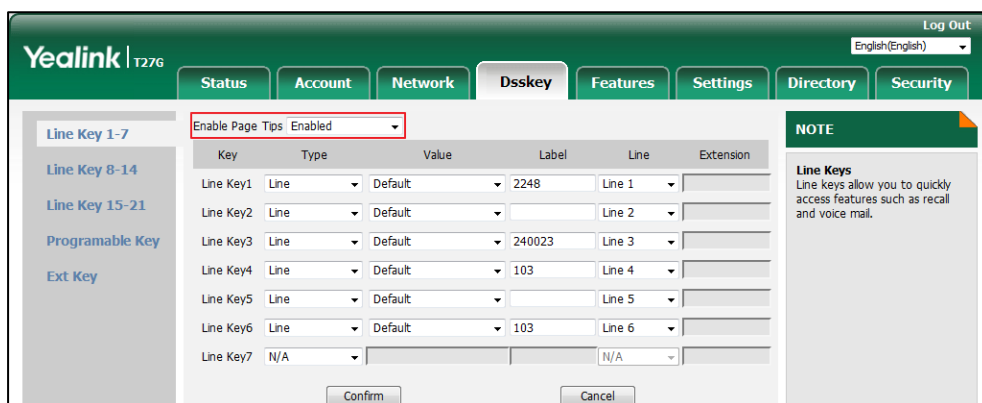 Log Out
Yealink T27G
English(English)
Status Account Network Dsskey Features Settings Directory Security
Line Key 1-7
Line Key 8-14
Line Key 15-21
Programable Key
Ext Key
Enable Page Tips Enabled
Key Type Value Label Line Extension
Line Key1 Line Default 2248 Line 1
Line Key2 Line Default Line 2
Line Key3 Line Default 240023 Line 3
Line Key4 Line Default 103 Line 4
Line Key5 Line Default Line 5
Line Key6 Line Default 103 Line 6
Line Key7 N/A N/A
Confirm Cancel
NOTE
Line Keys
Line keys allow you to quickly
access features such as recall
and voice mail.